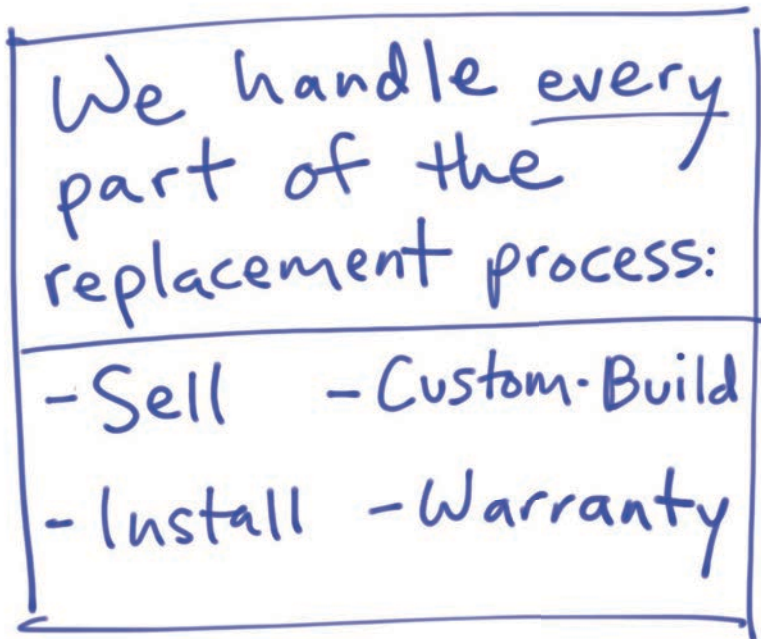 We handle every
part of the
replacement process:
- Sell - Custom-Build
- Install - Warranty